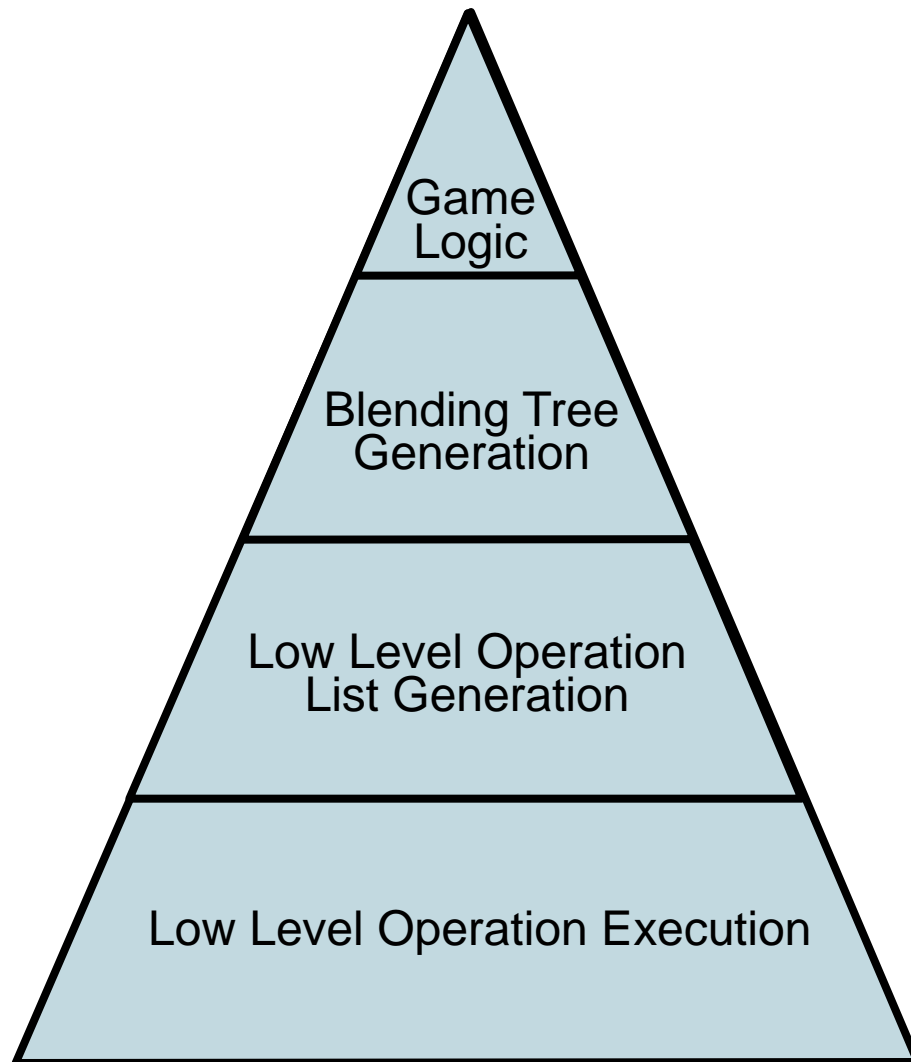 Game
Logic
Blending Tree
Generation
Low Level Operation
List Generation
Low Level Operation Execution